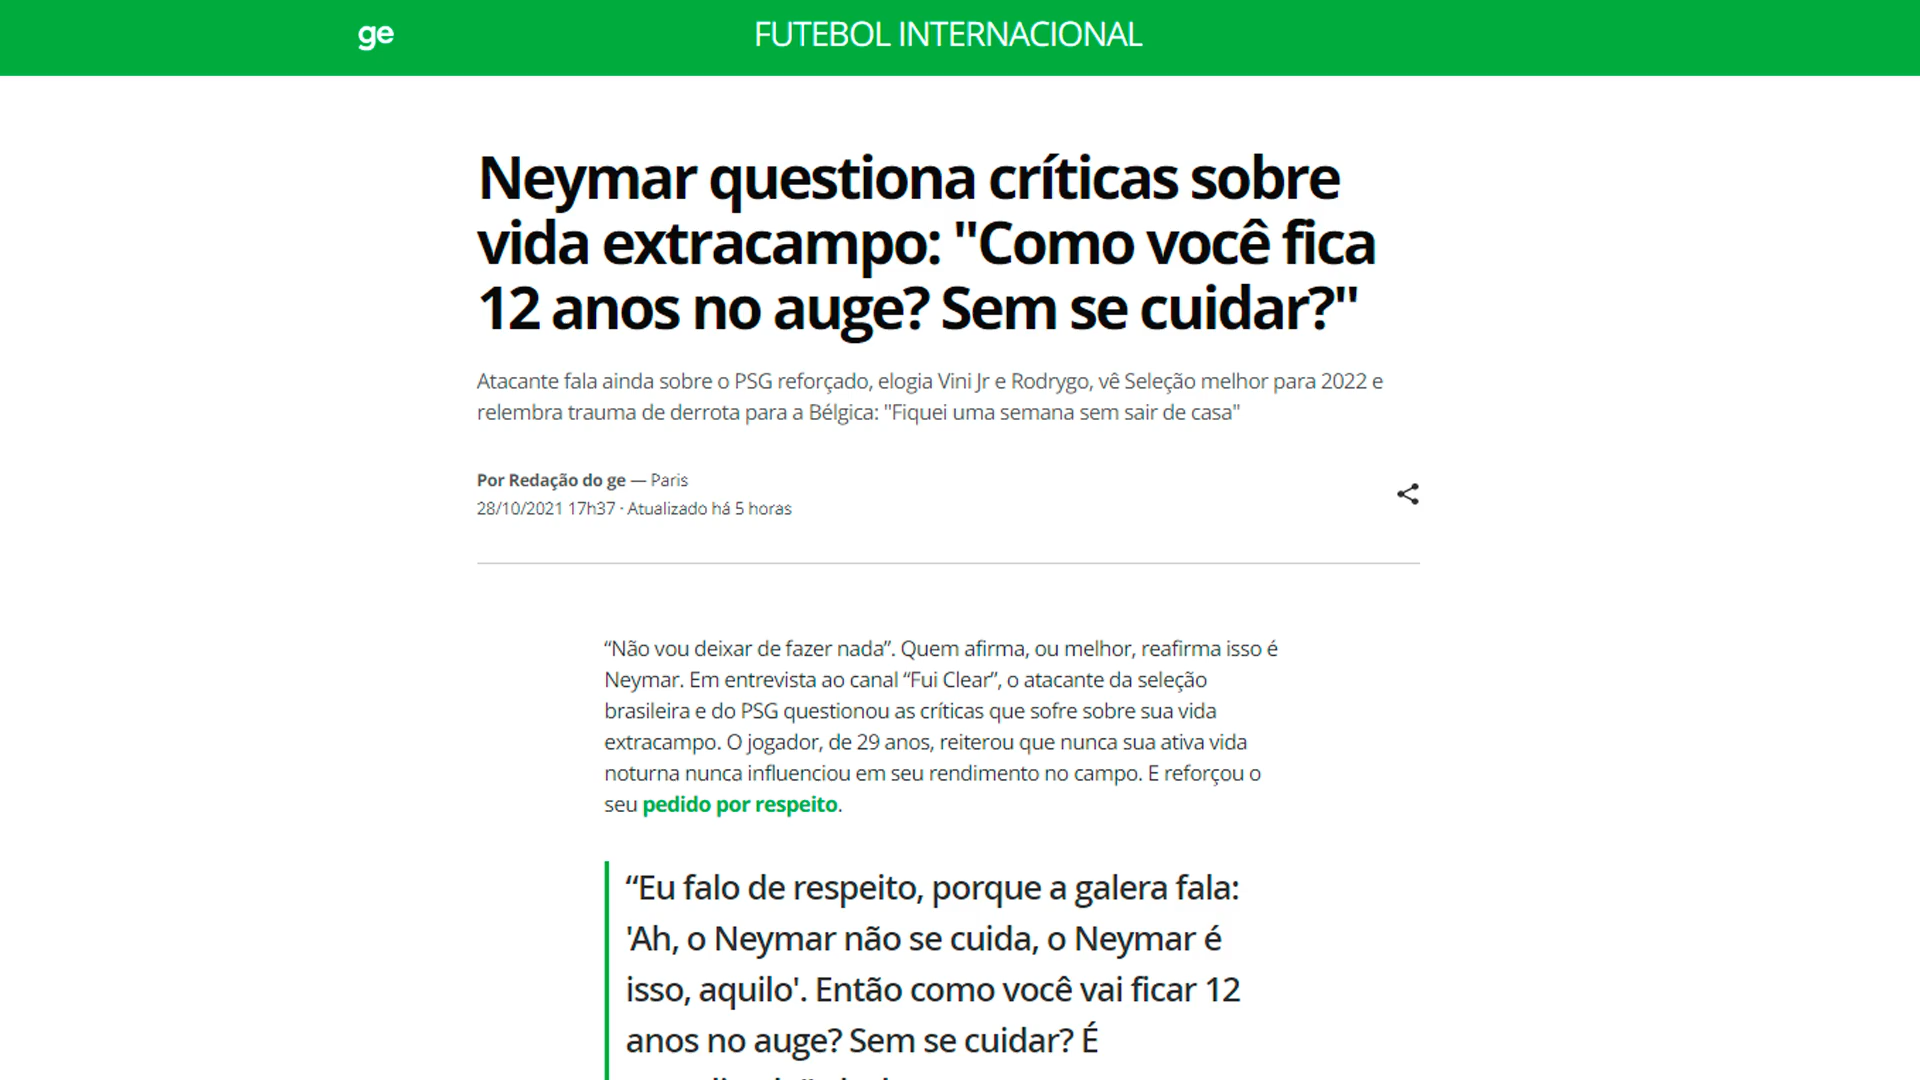 ge
FUTEBOL INTERNACIONAL
Neymar questiona críticas sobre
vida extracampo: "Como você fica
12 anos no auge? Sem se cuidar?"
Atacante fala ainda sobre o PSG reforçado, elogia Vini Jr e Rodrygo, vê Seleção melhor para 2022 e
relembra trauma de derrota para a Bélgica: "Fiquei uma semana sem sair de casa"
Por Redação do ge — Paris
28/10/2021 17h37 · Atualizado há 5 horas
“Não vou deixar de fazer nada”. Quem afirma, ou melhor, reafirma isso é
Neymar. Em entrevista ao canal “Fui Clear”, o atacante da seleção
brasileira e do PSG questionou as críticas que sofre sobre sua vida
extracampo. O jogador, de 29 anos, reiterou que nunca sua ativa vida
noturna nunca influenciou em seu rendimento no campo. E reforçou o
seu pedido por respeito.
“Eu falo de respeito, porque a galera fala:
'Ah, o Neymar não se cuida, o Neymar é
isso, aquilo'. Então como você vai ficar 12
anos no auge? Sem se cuidar? É